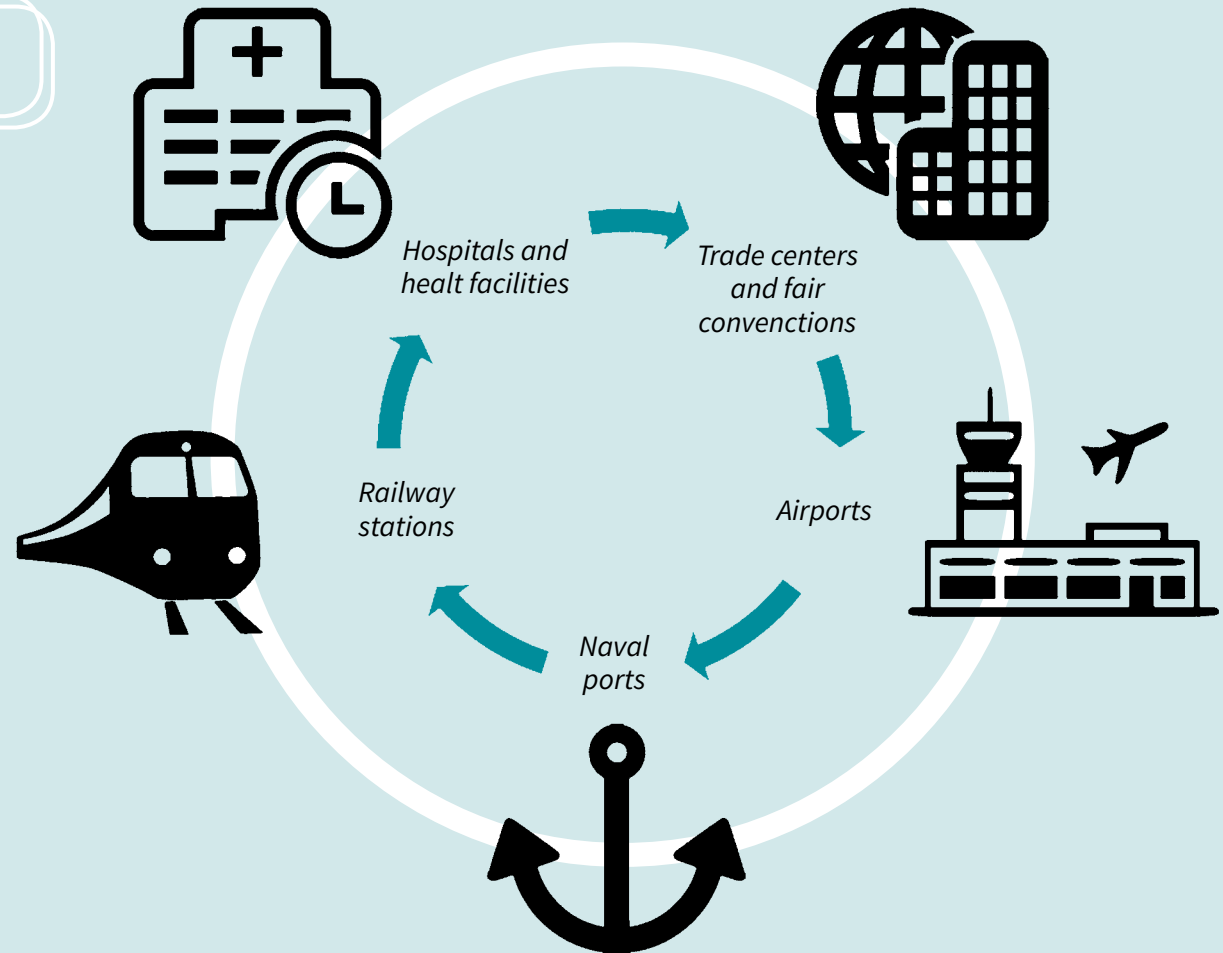 Hospitals and
healt facilities
Trade centers
and fair
convenctions
Railway
stations
Airports
Naval
ports